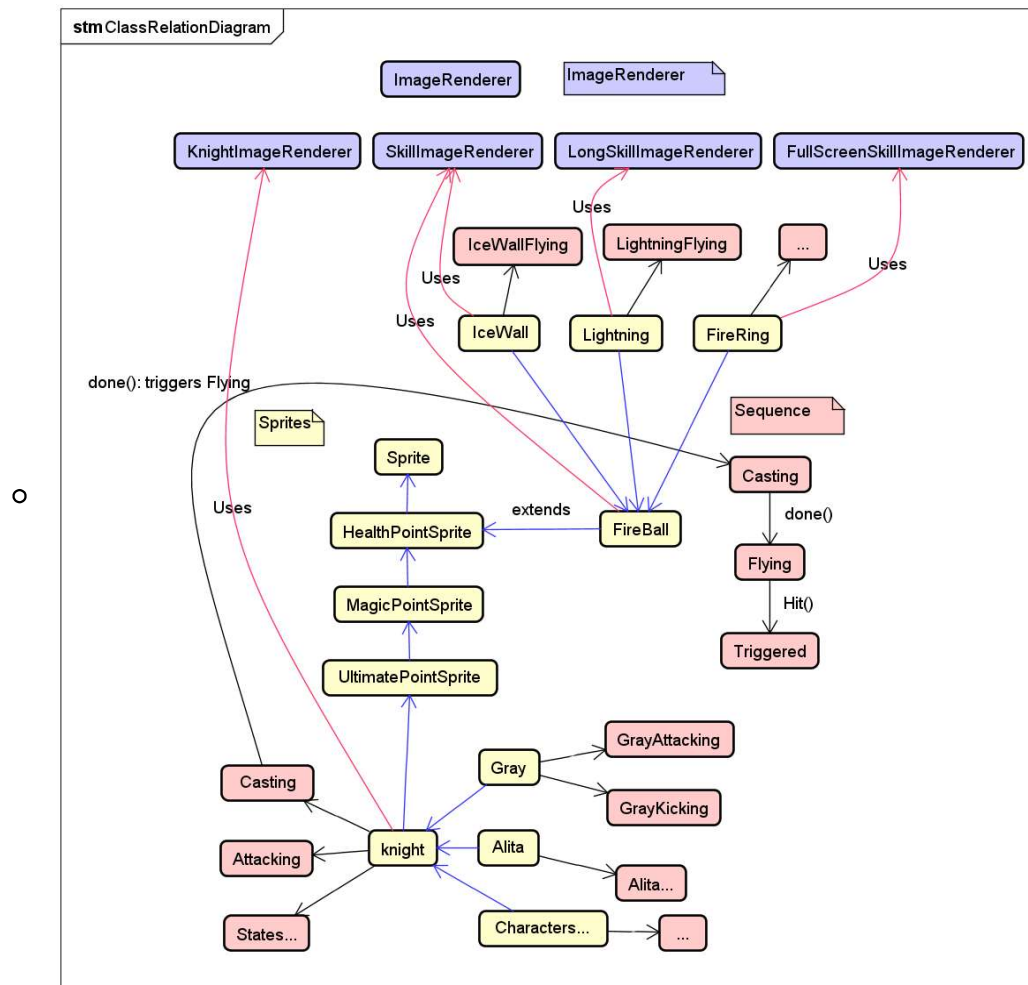 stm ClassRelationDiagram
ImageRenderer
ImageRenderer
KnightImageRenderer
SkillImageRenderer
LongSkillImageRenderer
FullScreenSkillImageRenderer
Uses
IceWallFlying
LightningFlying
...
Uses
Uses
Uses
IceWall
Lightning
FireRing
done(): triggers Flying
Sprites
Sequence
Sprite
Casting
Uses
extends
done()
HealthPointSprite
FireBall
Flying
MagicPointSprite
Hit()
Triggered
UltimatePointSprite
GrayAttacking
Gray
Casting
GrayKicking
knight
Alita
Attacking
Alita...
States...
Characters...
...